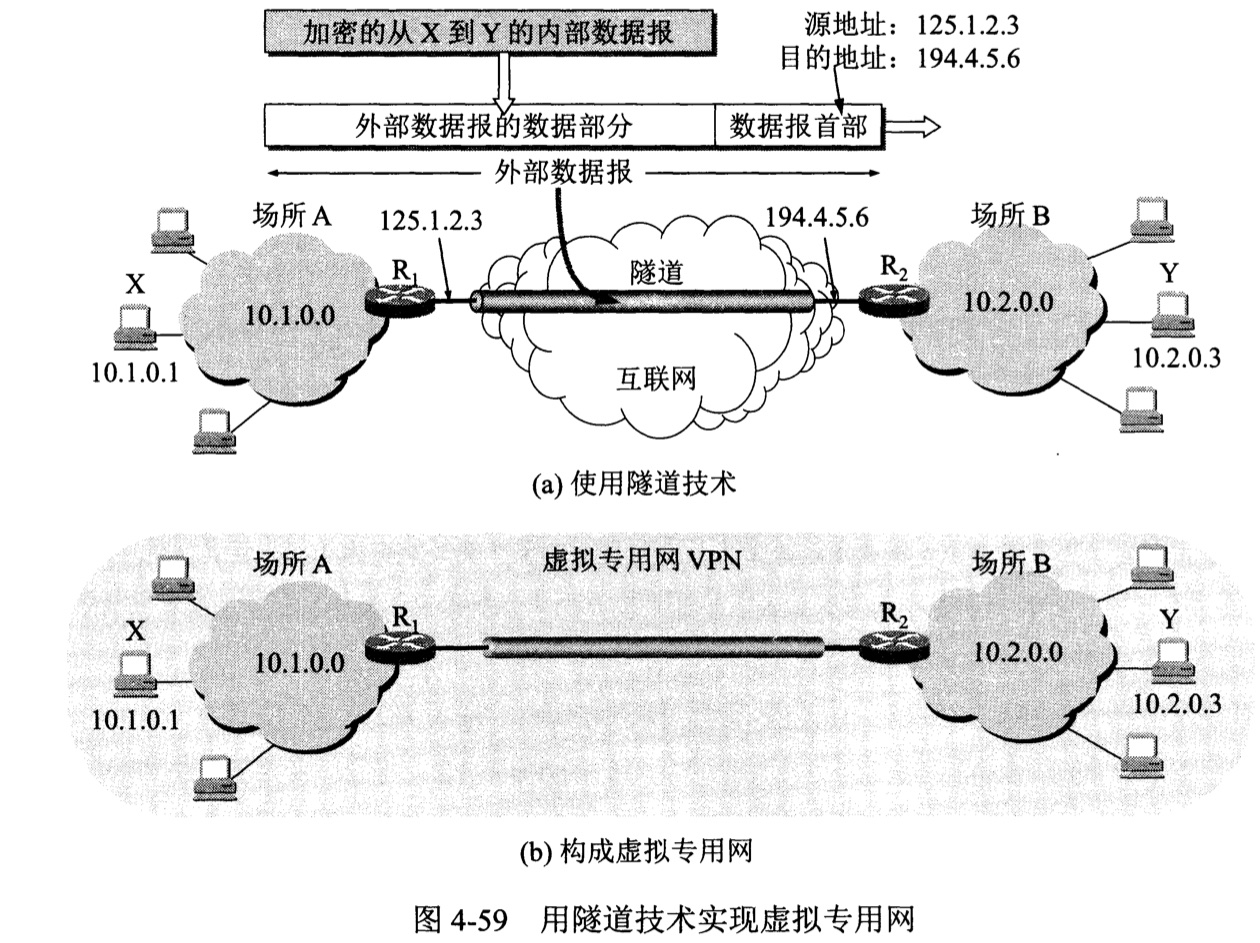 加密的从 X 到 Y 的内部数据报
源地址：125.1.2.3
目的地址：194.4.5.6
外部数据报的数据部分
数据报首部
外部数据报
场所 A
125.1.2.3
194.4.5.6
场所 B
X
R1
隧道
R2
Y
10.1.0.0
10.2.0.0
10.1.0.1
互联网
10.2.0.3
(a) 使用隧道技术
场所 A
虚拟专用网 VPN
场所 B
X
R1
R2
Y
10.1.0.0
10.2.0.0
10.1.0.1
10.2.0.3
(b) 构成虚拟专用网
图 4-59 用隧道技术实现虚拟专用网